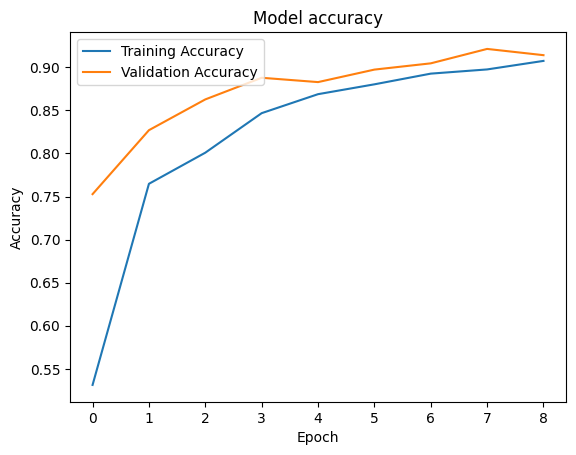 Model accuracy
Training Accuracy
Validation Accuracy
0.90
0.85
0.80
0.75
0.70
0.65
0.60
0.55
Accuracy
0 1 2 3 4 5 6 7 8
Epoch